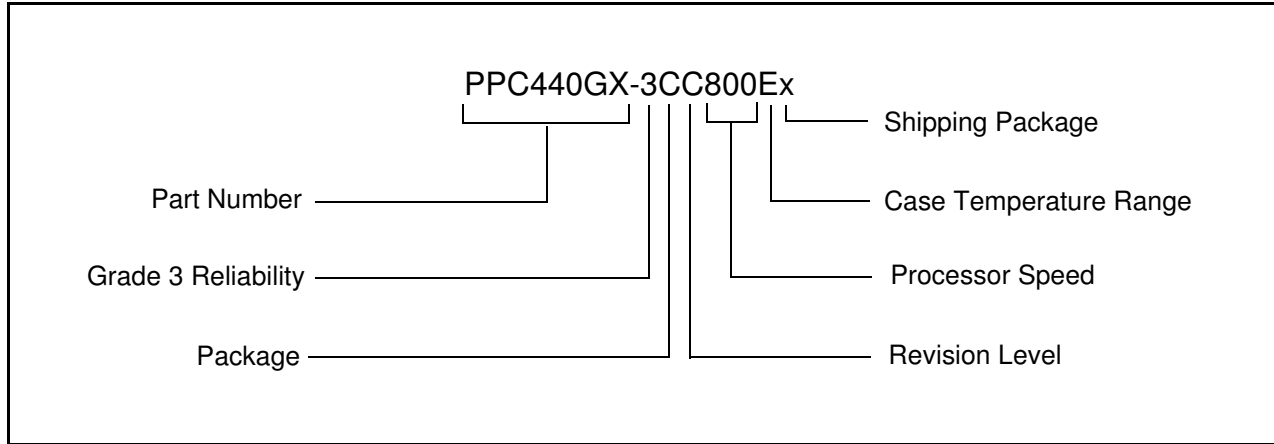 PPC440GX-3CC800Ex
Shipping Package
Part Number
Case Temperature Range
Grade 3 Reliability
Processor Speed
Package
Revision Level